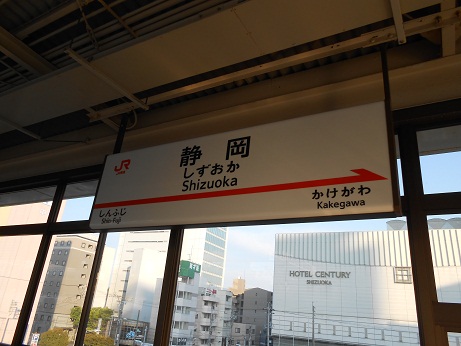 JR
静岡
しずおか
Shizuoka
しんふじ
Shin-Fuji
かけがわ
Kakegawa
HOTEL CENTURY
SHIZUOKA